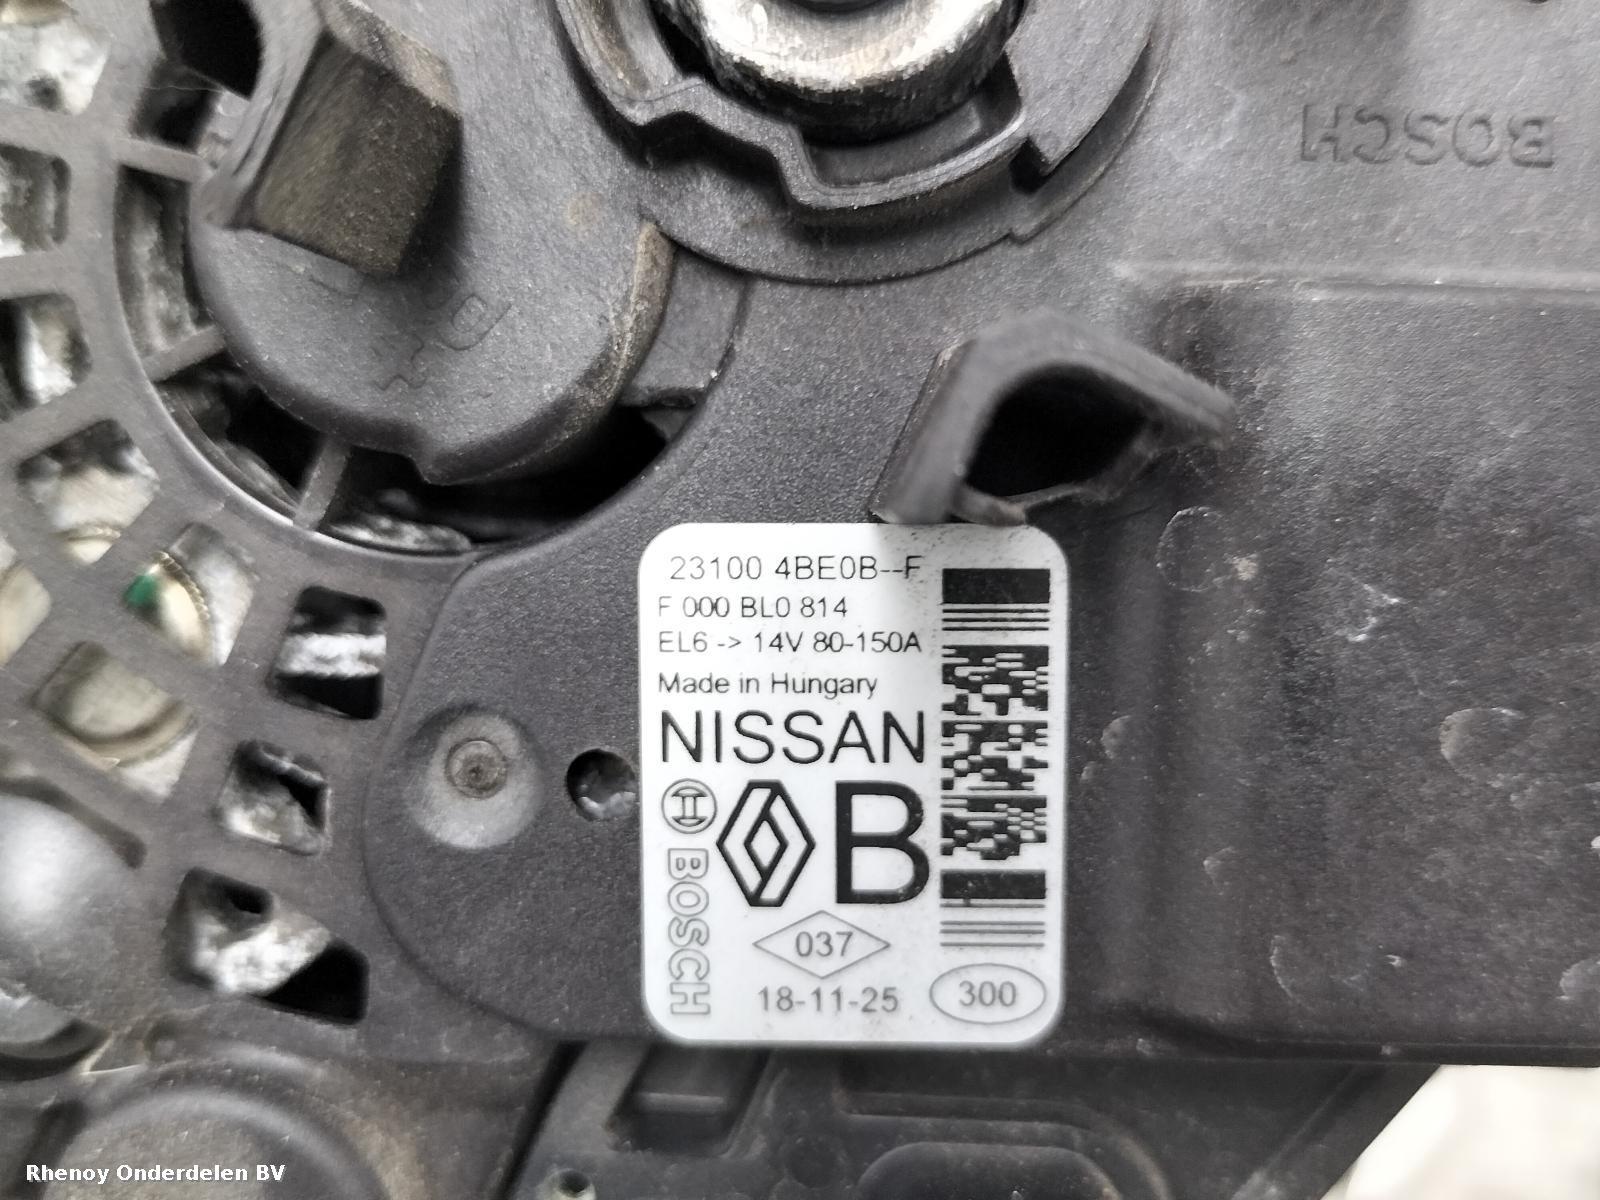 BOSCH
23100 4BE0B--F
F 000 BL0 814
EL6 -> 14V 80-150A
Made in Hungary
NISSAN
BOSCH
B
037
18-11-25
300
Rhenoy Onderdelen BV